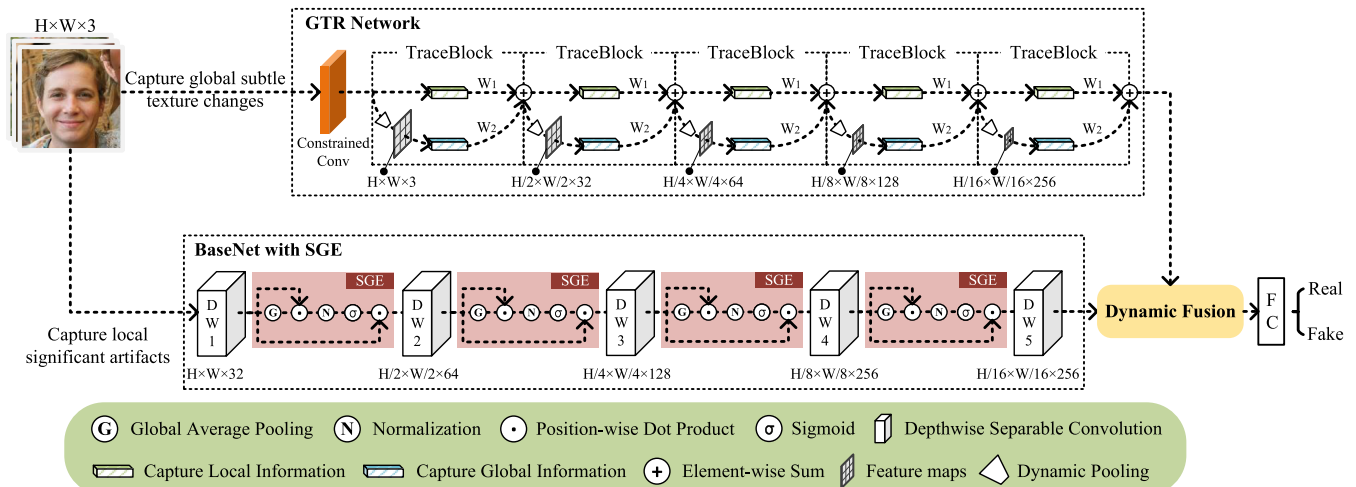 H×W×3
GTR Network
TraceBlock TraceBlock TraceBlock TraceBlock TraceBlock
Capture global subtle
texture changes
W1 W1 W1 W1 W1
W2 W2 W2 W2 W2
Constrained
Conv
H×W×3 H/2×W/2×32 H/4×W/4×64 H/8×W/8×128 H/16×W/16×256
BaseNet with SGE
SGE SGE SGE SGE
DW1 G N σ DW2 G N σ DW3 G N σ DW4 G N σ DW5
Capture local
significant artifacts
H×W×32 H/2×W/2×64 H/4×W/4×128 H/8×W/8×256 H/16×W/16×256
Dynamic Fusion
FC
Real
Fake
G Global Average Pooling N Normalization Position-wise Dot Product σ Sigmoid Depthwise Separable Convolution
Capture Local Information Capture Global Information Element-wise Sum Feature maps Dynamic Pooling